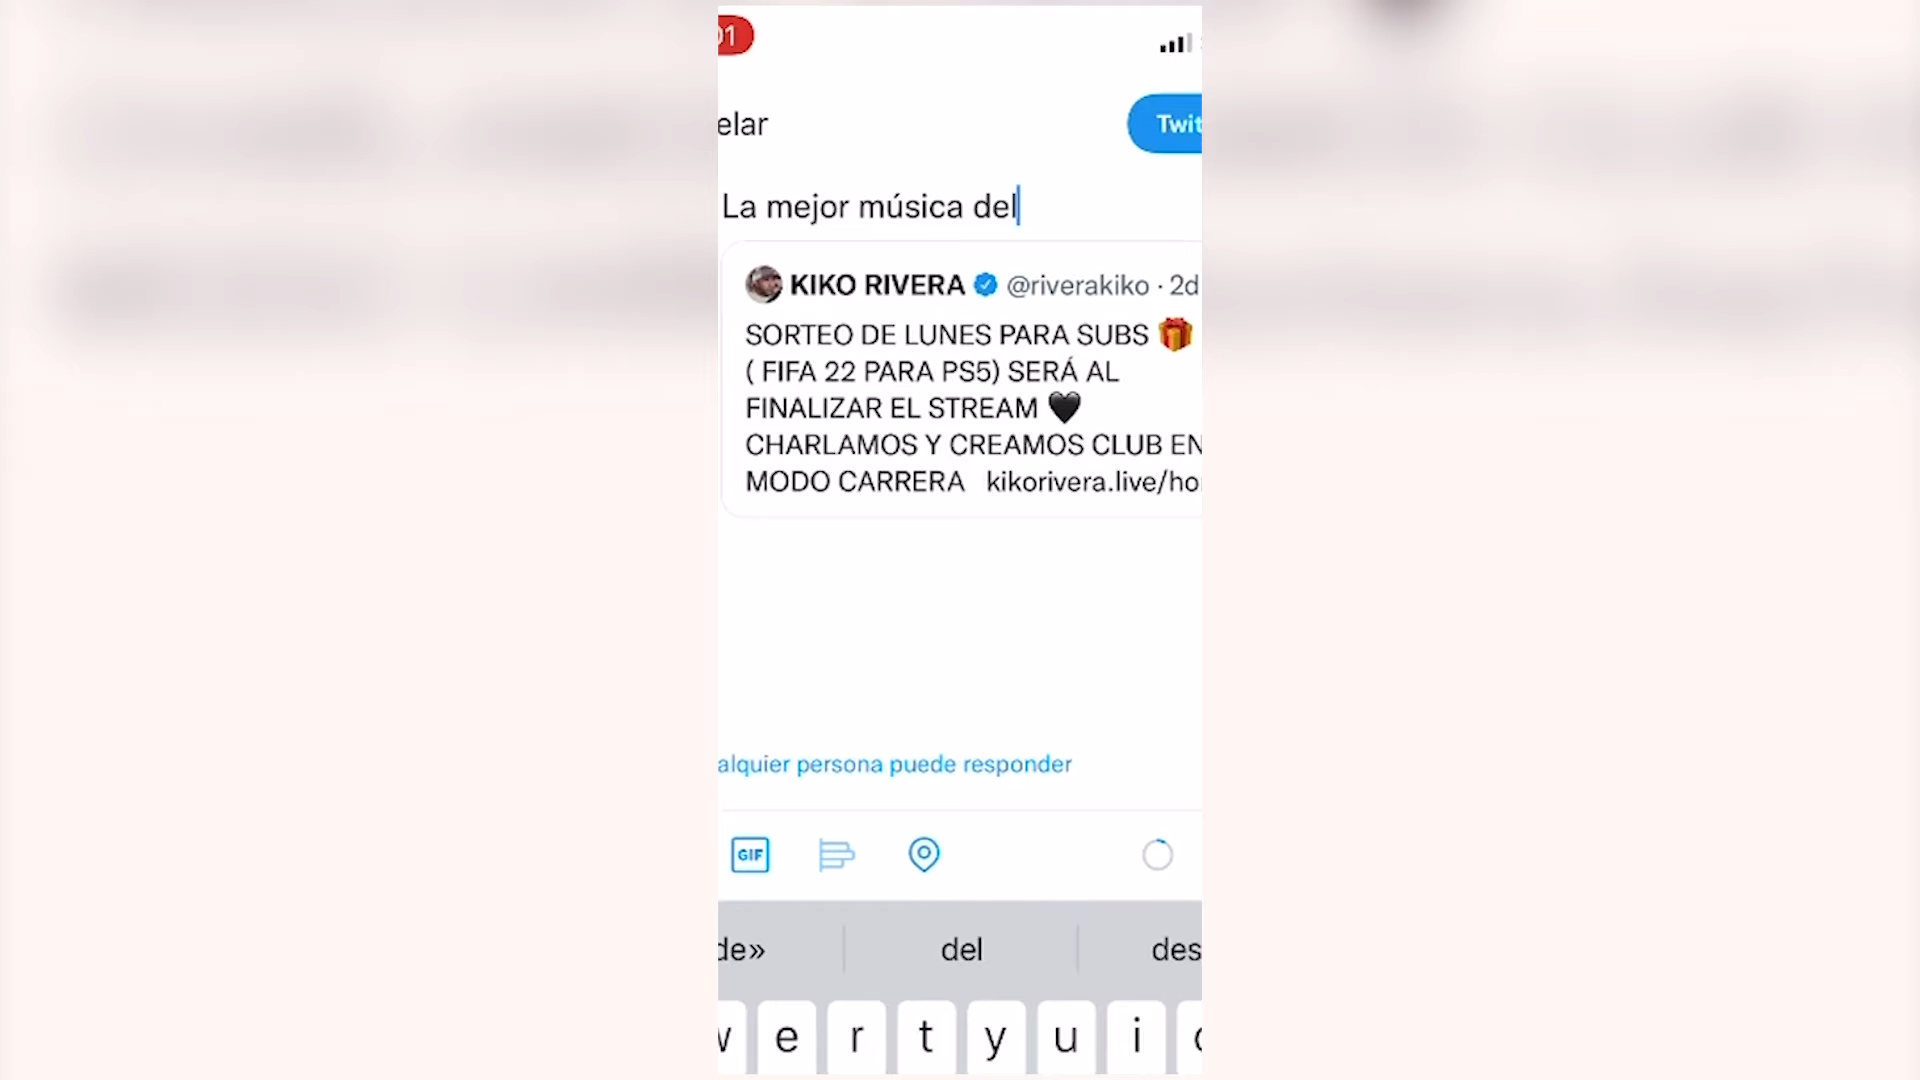 01
elar
Twit
La mejor música del
KIKO RIVERA @riverakiko · 2d
SORTEO DE LUNES PARA SUBS 🎁
( FIFA 22 PARA PS5) SERÁ AL
FINALIZAR EL STREAM 🖤
CHARLAMOS Y CREAMOS CLUB EN
MODO CARRERA kikorivera.live/ho
alquier persona puede responder
GIF
de» del des
w e r t y u i